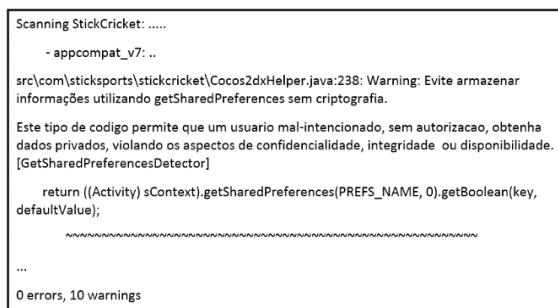 Scanning StickCricket: .....
- appcompat_v7: ..
src\com\sticksports\stickcricket\Cocos2dxHelper.java:238: Warning: Evite armazenar
informações utilizando getSharedPreferences sem criptografia.
Este tipo de codigo permite que um usuario mal-intencionado, sem autorizacao, obtenha
dados privados, violando os aspectos de confidencialidade, integridade ou disponibilidade.
[GetSharedPreferencesDetector]
return ((Activity) sContext).getSharedPreferences(PREFS_NAME, 0).getBoolean(key,
defaultValue);
~~~~~~~~~~~~~~~~~~~~~~~~~~~~~~~~~~~~~~~~~~~~~~~~~~~~~~~~~
...
0 errors, 10 warnings